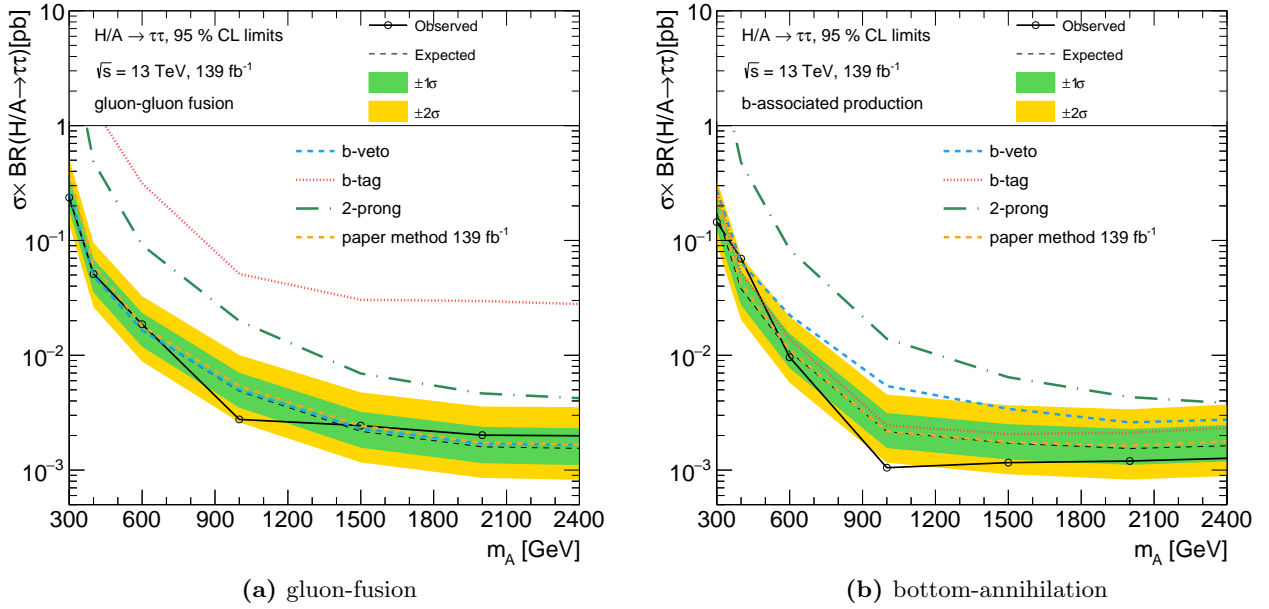 σ× BR(H/A→ττ)[pb]
10
1
10⁻¹
10⁻²
10⁻³
H/A → ττ, 95 % CL limits
√s = 13 TeV, 139 fb⁻¹
gluon-gluon fusion
Observed
Expected
±1σ
±2σ
b-veto
b-tag
2-prong
paper method 139 fb⁻¹
300 600 900 1200 1500 1800 2100 2400
m_A [GeV]
(a) gluon-fusion
σ× BR(H/A→ττ)[pb]
10
1
10⁻¹
10⁻²
10⁻³
H/A → ττ, 95 % CL limits
√s = 13 TeV, 139 fb⁻¹
b-associated production
Observed
Expected
±1σ
±2σ
b-veto
b-tag
2-prong
paper method 139 fb⁻¹
300 600 900 1200 1500 1800 2100 2400
m_A [GeV]
(b) bottom-annihilation